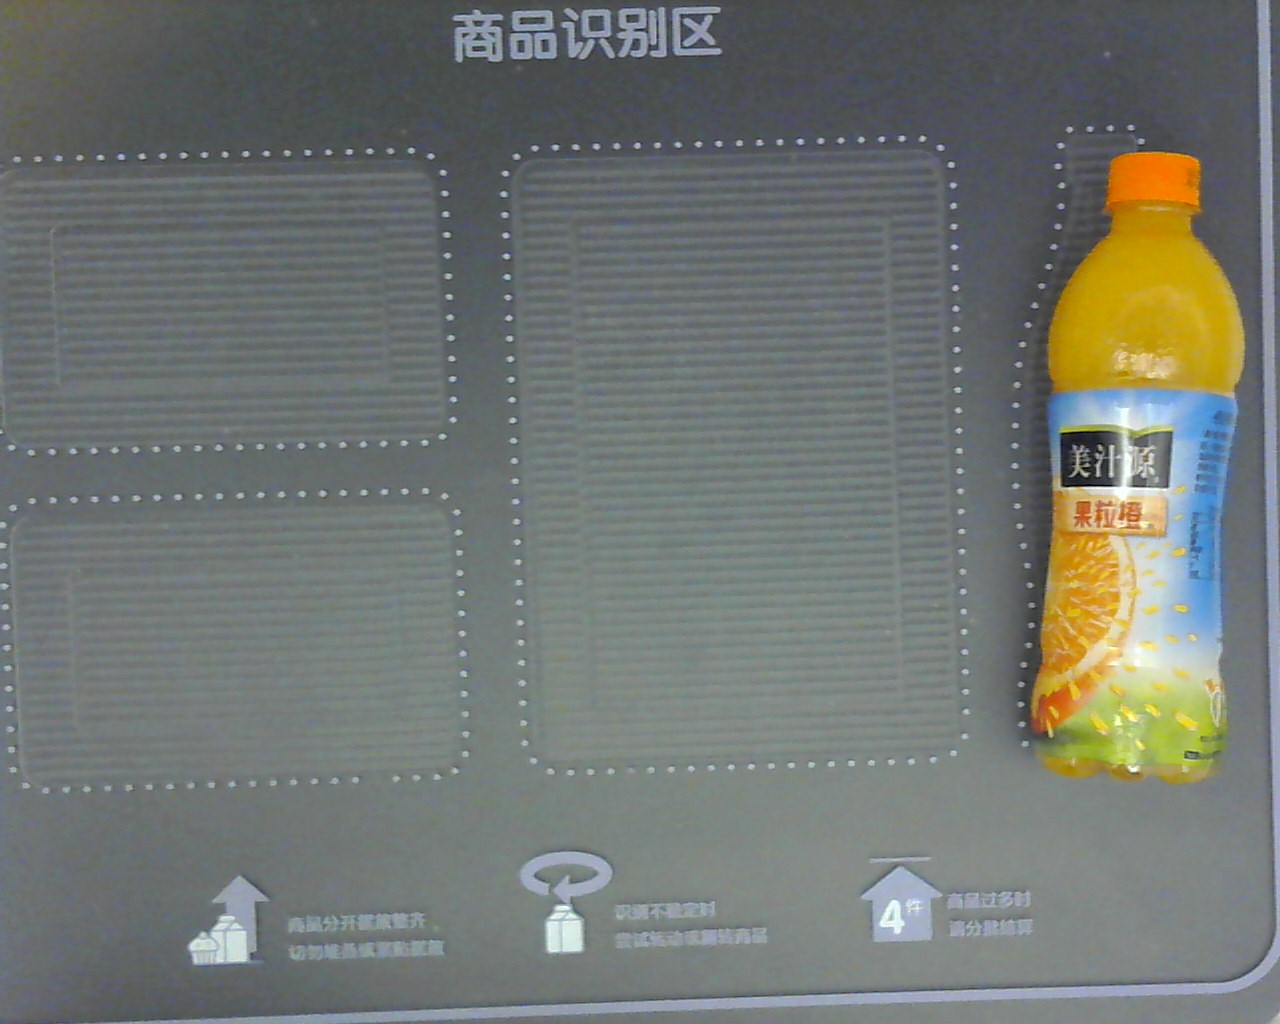 商品识别区
美汁源
果粒橙
商品分开摆放整齐
切勿堆叠或紧贴摆放
识别不稳定时
尝试转动或翻转商品
4件
商品过多时
请分批结算